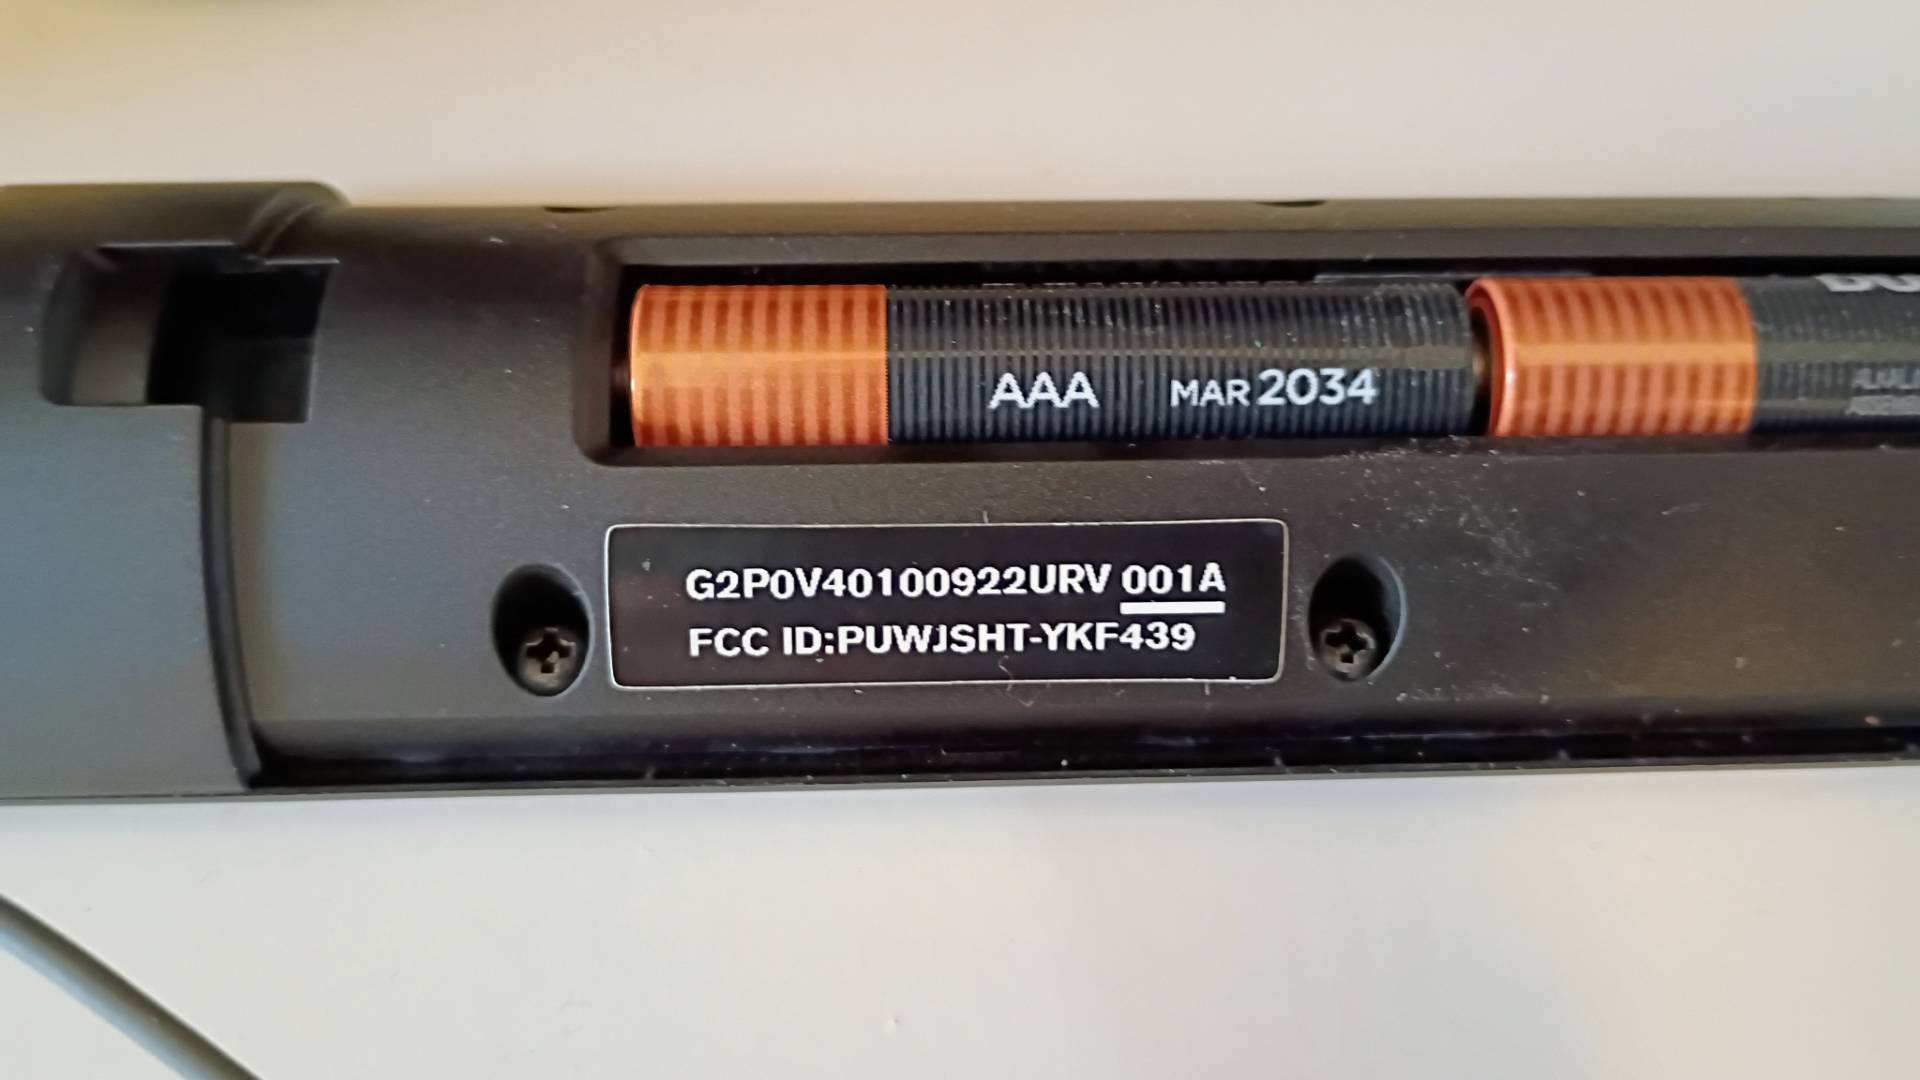 AAA MAR 2034
G2P0V40100922URV 001A
FCC ID:PUWJSHT-YKF439